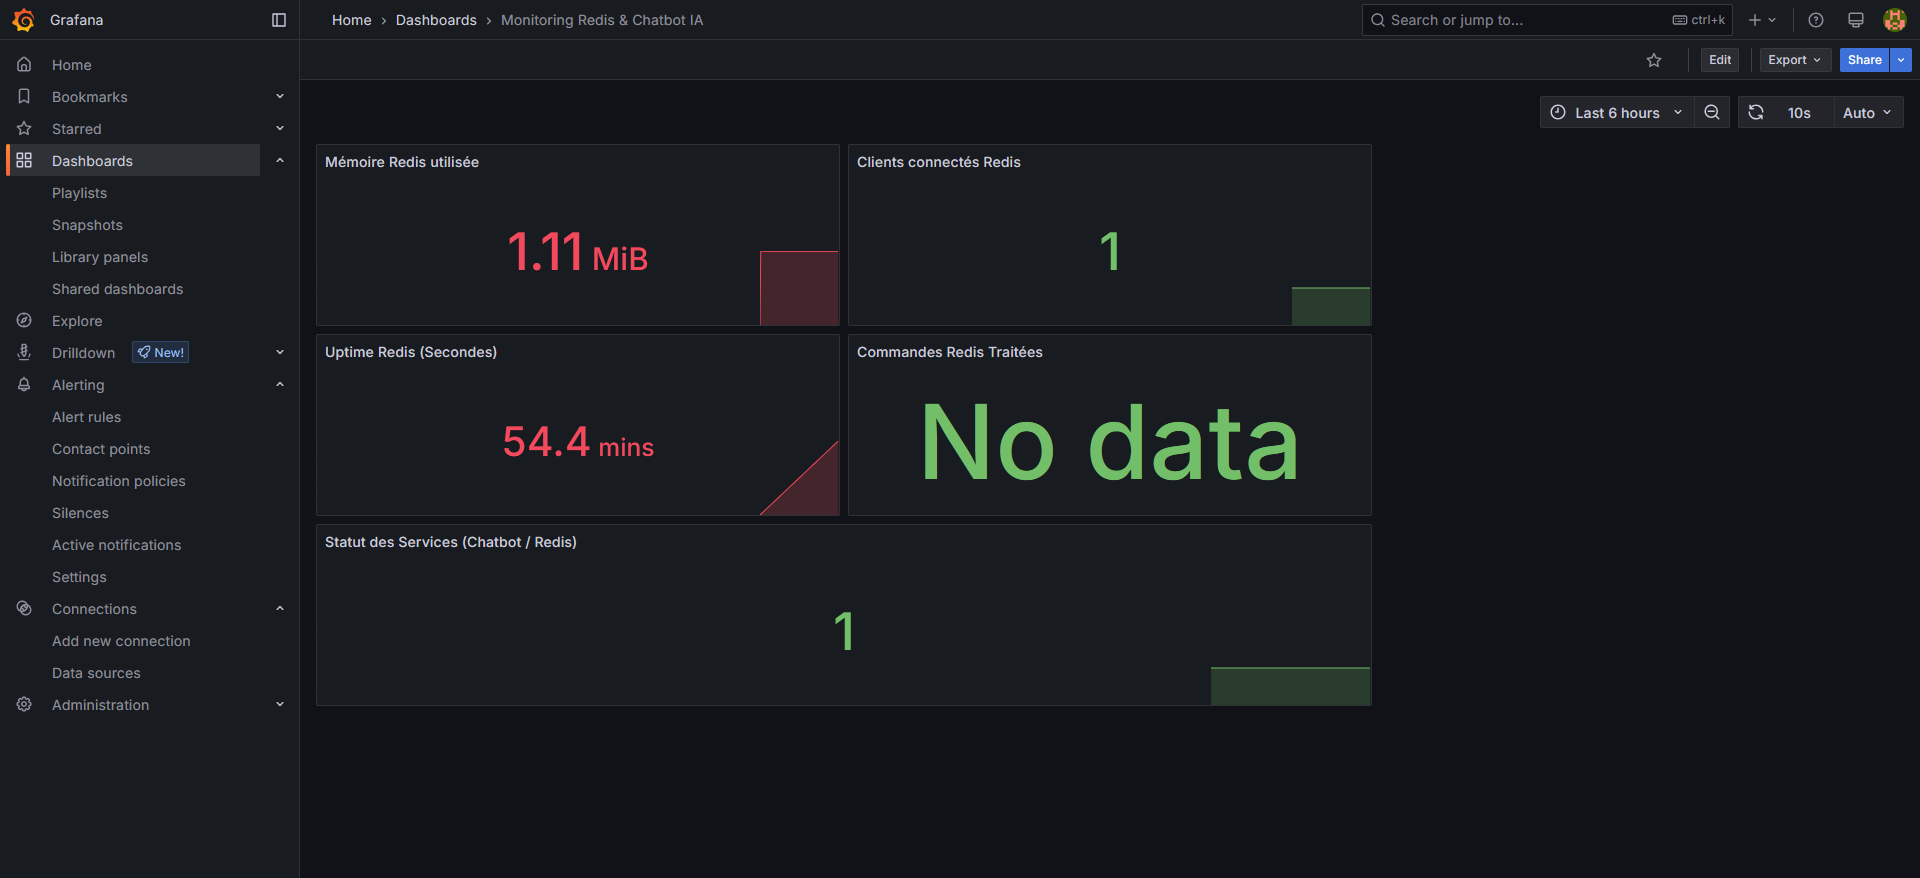 Grafana
Home › Dashboards › Monitoring Redis & Chatbot IA
Search or jump to...
ctrl+k
Edit
Export
Share
Home
Bookmarks
Starred
Dashboards
Playlists
Snapshots
Library panels
Shared dashboards
Explore
Drilldown New!
Alerting
Alert rules
Contact points
Notification policies
Silences
Active notifications
Settings
Connections
Add new connection
Data sources
Administration
Last 6 hours
10s
Auto
Mémoire Redis utilisée
1.11 MiB
Clients connectés Redis
1
Uptime Redis (Secondes)
54.4 mins
Commandes Redis Traitées
No data
Statut des Services (Chatbot / Redis)
1